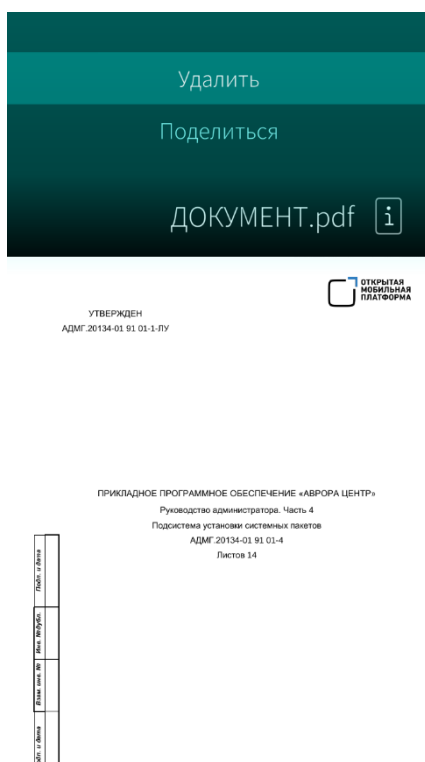 Удалить
Поделиться
ДОКУМЕНТ.pdf i
ОТКРЫТАЯ
МОБИЛЬНАЯ
ПЛАТФОРМА
УТВЕРЖДЕН
АДМГ.20134-01 91 01-1-ЛУ
ПРИКЛАДНОЕ ПРОГРАММНОЕ ОБЕСПЕЧЕНИЕ «АВРОРА ЦЕНТР»
Руководство администратора. Часть 4
Подсистема установки системных пакетов
АДМГ.20134-01 91 01-4
Листов 14
Подп. и дата
Инв. №дубл.
Взам. инв. №
и дата